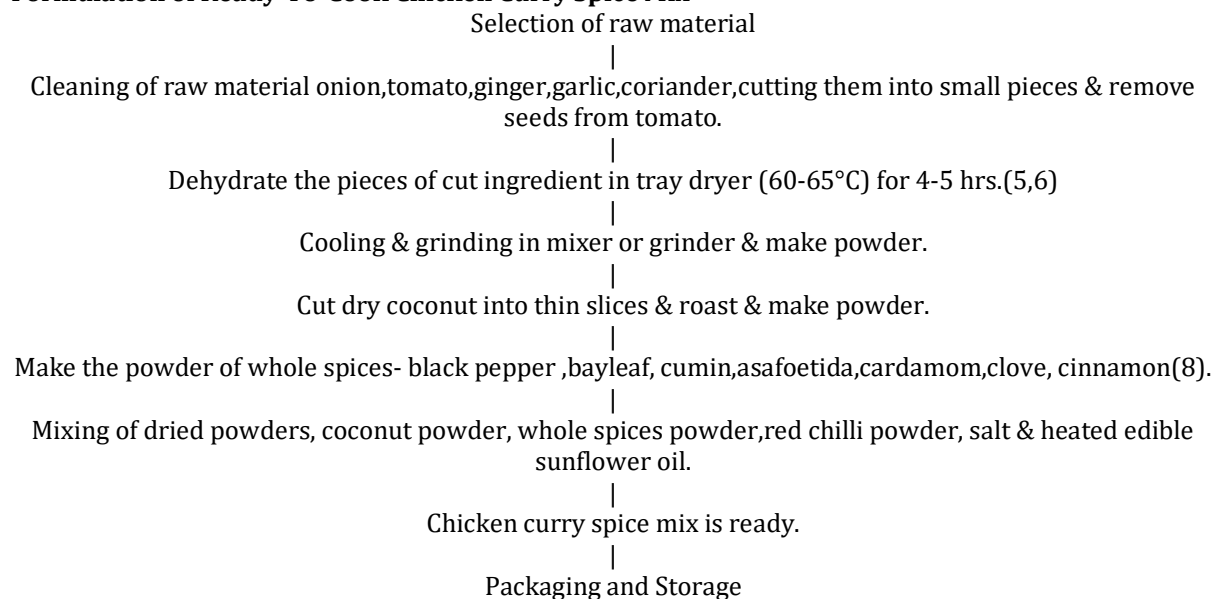 Selection of raw material
|
Cleaning of raw material onion,tomato,ginger,garlic,coriander,cutting them into small pieces & remove
seeds from tomato.
|
Dehydrate the pieces of cut ingredient in tray dryer (60-65°C) for 4-5 hrs.(5,6)
|
Cooling & grinding in mixer or grinder & make powder.
|
Cut dry coconut into thin slices & roast & make powder.
|
Make the powder of whole spices- black pepper ,bayleaf, cumin,asafoetida,cardamom,clove, cinnamon(8).
|
Mixing of dried powders, coconut powder, whole spices powder,red chilli powder, salt & heated edible
sunflower oil.
|
Chicken curry spice mix is ready.
|
Packaging and Storage